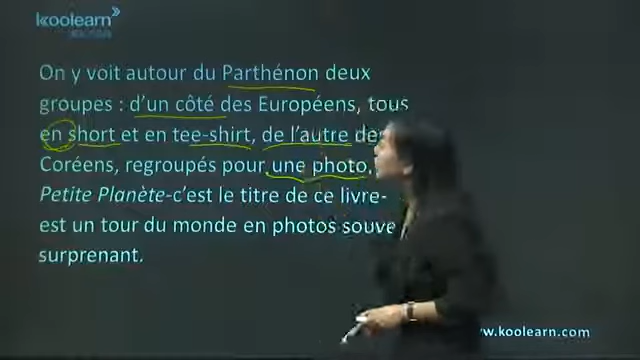 koolearn
On y voit autour du Parthénon deux
groupes : d'un côté des Européens, tous
en short et en tee-shirt, de l'autre
Coréens, regroupés pour une photo.
Petite Planète-c'est le titre de ce livre-
est un tour du monde en photos
surprenant.
www.koolearn.com